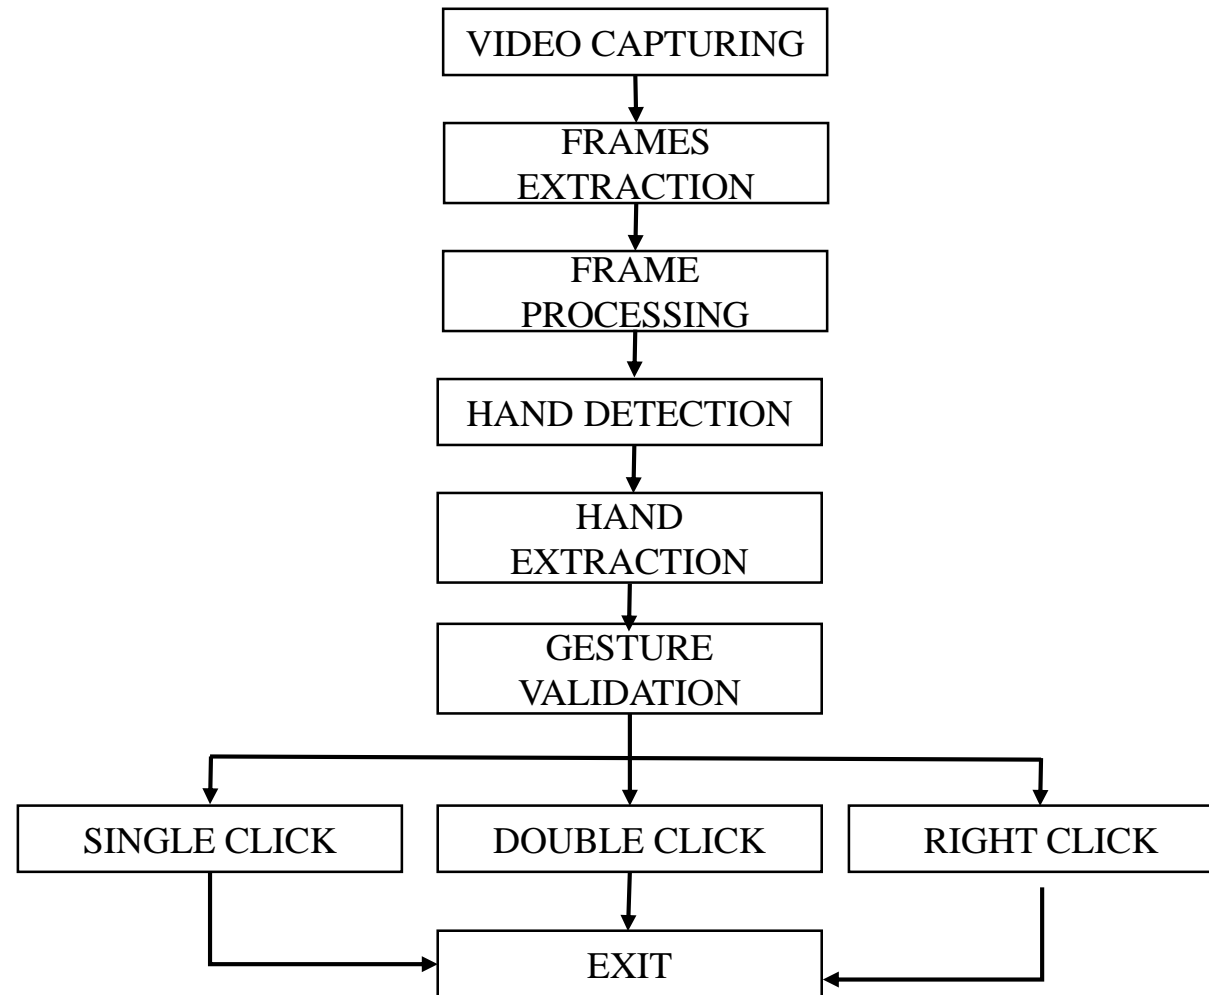 VIDEO CAPTURING
FRAMES
EXTRACTION
FRAME
PROCESSING
HAND DETECTION
HAND
EXTRACTION
GESTURE
VALIDATION
SINGLE CLICK
DOUBLE CLICK
RIGHT CLICK
EXIT